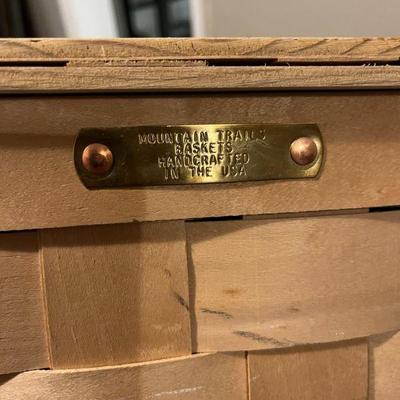 MOUNTAIN TRAILS
BASKETS
HANDCRAFTED
IN THE USA